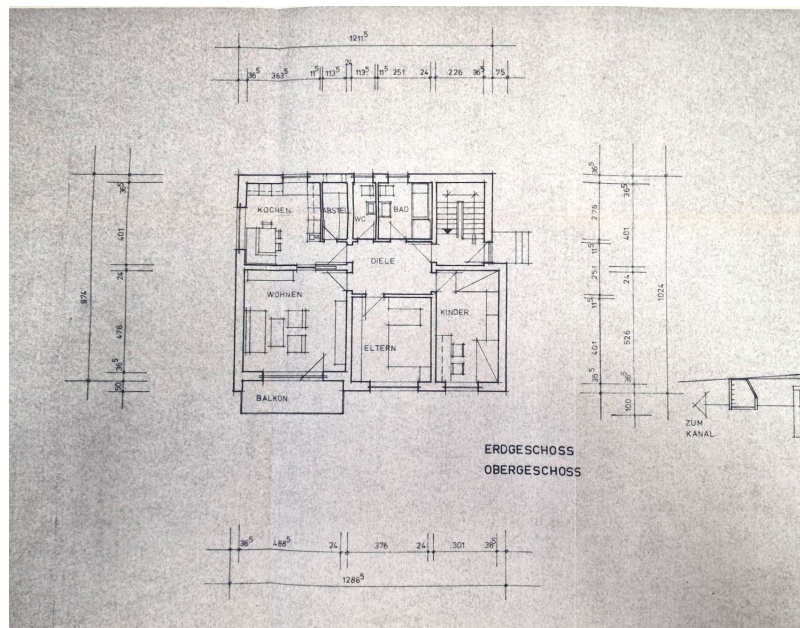 1211⁵
36⁵ 363⁵ 11⁵ 113⁵ 24 113⁵ 11⁵ 251 24 226 36⁵ 75
KOCHEN
ABSTELL
WC
BAD
DIELE
WOHNEN
ELTERN
KINDER
BALKON
974
36⁵ 401 24 476 36⁵ 50
36⁵ 276 11⁵ 251 11⁵ 401 36⁵
36⁵ 401 24 526 36⁵ 100
1024
ZUM
KANAL
ERDGESCHOSS
OBERGESCHOSS
36⁵ 488⁵ 24 376 24 301 36⁵
1286⁵